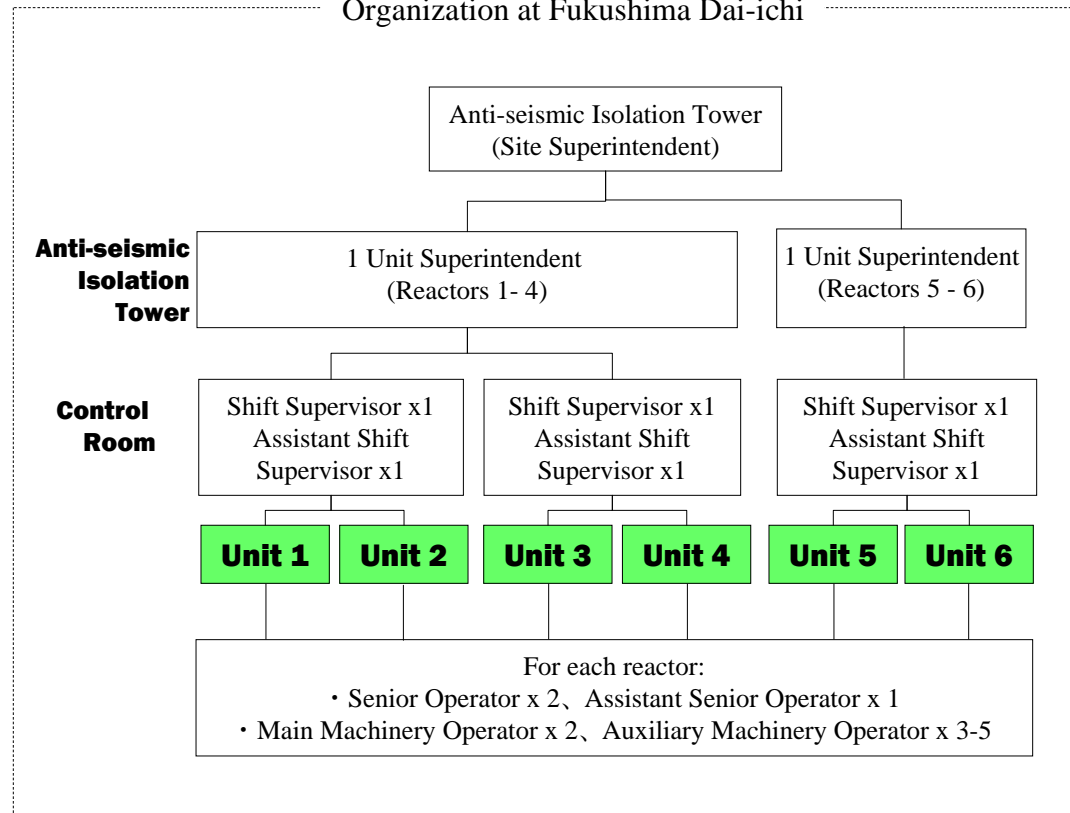 Organization at Fukushima Dai-ichi
Anti-seismic Isolation Tower
(Site Superintendent)
Anti-seismic
Isolation
Tower
1 Unit Superintendent
(Reactors 1- 4)
1 Unit Superintendent
(Reactors 5 - 6)
Control
Room
Shift Supervisor x1
Assistant Shift
Supervisor x1
Shift Supervisor x1
Assistant Shift
Supervisor x1
Shift Supervisor x1
Assistant Shift
Supervisor x1
Unit 1
Unit 2
Unit 3
Unit 4
Unit 5
Unit 6
For each reactor:
・Senior Operator x 2、Assistant Senior Operator x 1
・Main Machinery Operator x 2、Auxiliary Machinery Operator x 3-5